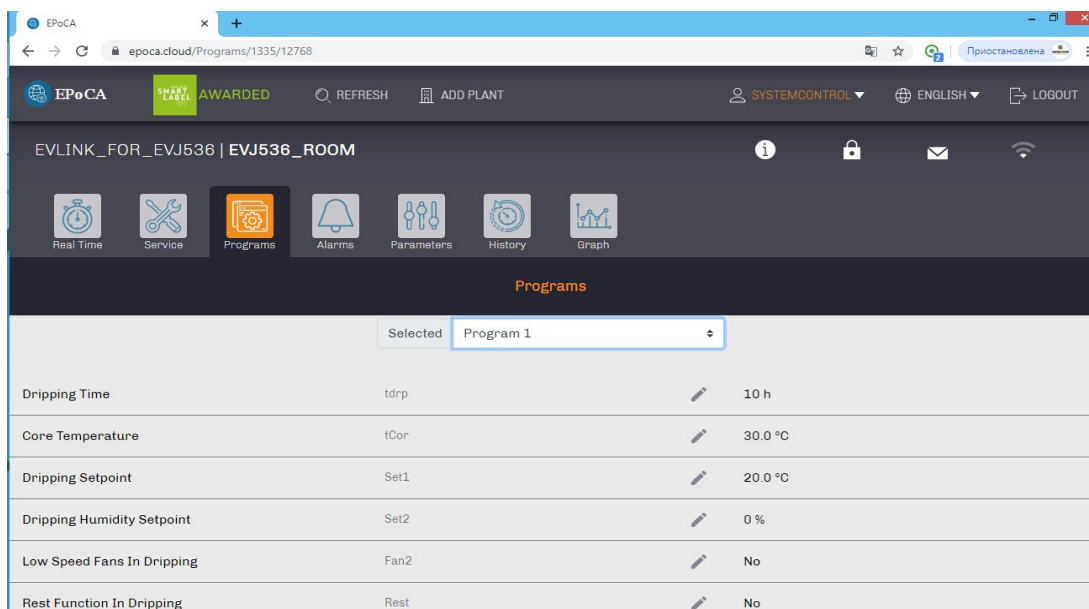 EPoCA
epoca.cloud/Programs/1335/12768
Приостановлена
EPoCA SMART LABEL AWARDED REFRESH ADD PLANT SYSTEMCONTROL ENGLISH LOGOUT
EVLINK_FOR_EVJ536 | EVJ536_ROOM
Real Time Service Programs Alarms Parameters History Graph
Programs
Selected Program 1
Dripping Time tdrp 10 h
Core Temperature tCor 30.0 °C
Dripping Setpoint Set1 20.0 °C
Dripping Humidity Setpoint Set2 0 %
Low Speed Fans In Dripping Fan2 No
Rest Function In Dripping Rest No